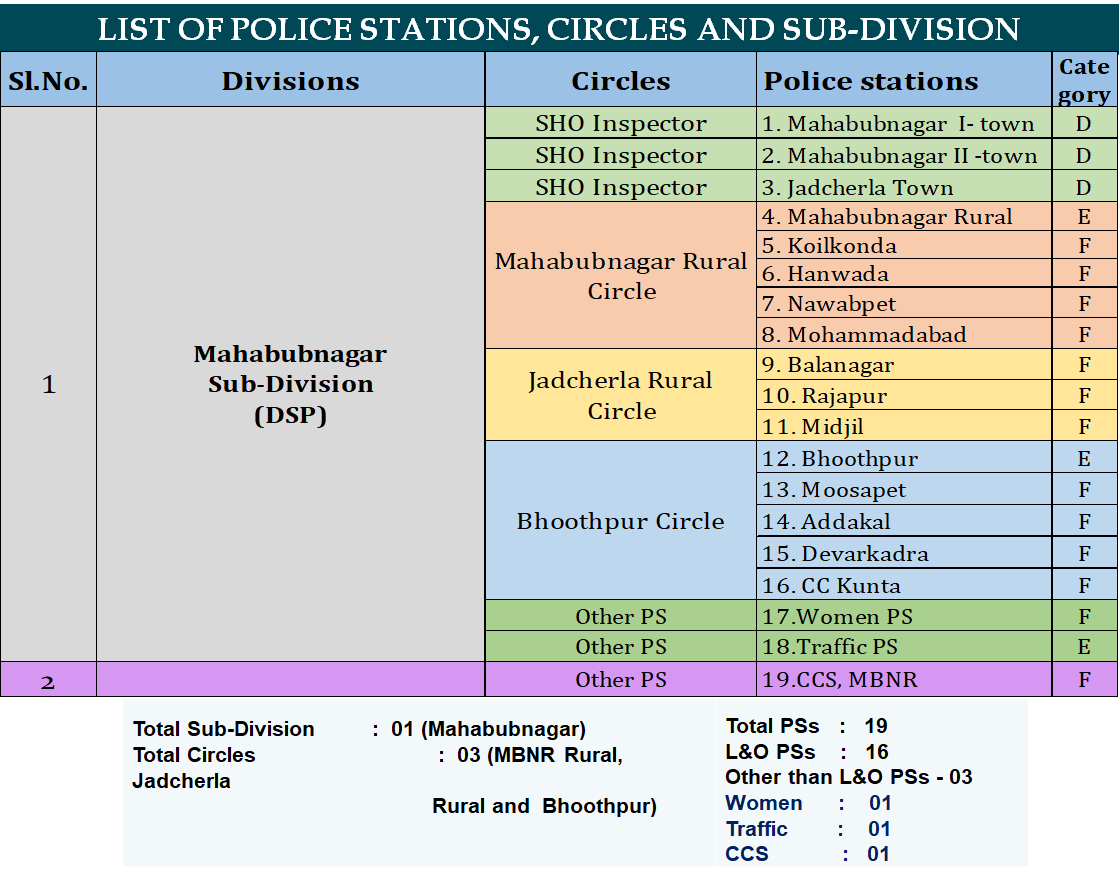 LIST OF POLICE STATIONS, CIRCLES AND SUB-DIVISION
Sl.No. Divisions Circles Police stations Cate
gory
SHO Inspector 1. Mahabubnagar I- town D
SHO Inspector 2. Mahabubnagar II -town D
SHO Inspector 3. Jadcherla Town D
4. Mahabubnagar Rural E
5. Koilkonda F
Mahabubnagar Rural
Circle
6. Hanwada F
7. Nawabpet F
8. Mohammadabad F
1
Mahabubnagar
Sub-Division
(DSP)
9. Balanagar F
Jadcherla Rural
Circle
10. Rajapur F
11. Midjil F
12. Bhoothpur E
13. Moosapet F
Bhoothpur Circle 14. Addakal F
15. Devarkadra F
16. CC Kunta F
Other PS 17.Women PS F
Other PS 18.Traffic PS E
2 Other PS 19.CCS, MBNR F
Total Sub-Division : 01 (Mahabubnagar)
Total Circles : 03 (MBNR Rural,
Jadcherla
Rural and Bhoothpur)
Total PSs : 19
L&O PSs : 16
Other than L&O PSs - 03
Women : 01
Traffic : 01
CCS : 01